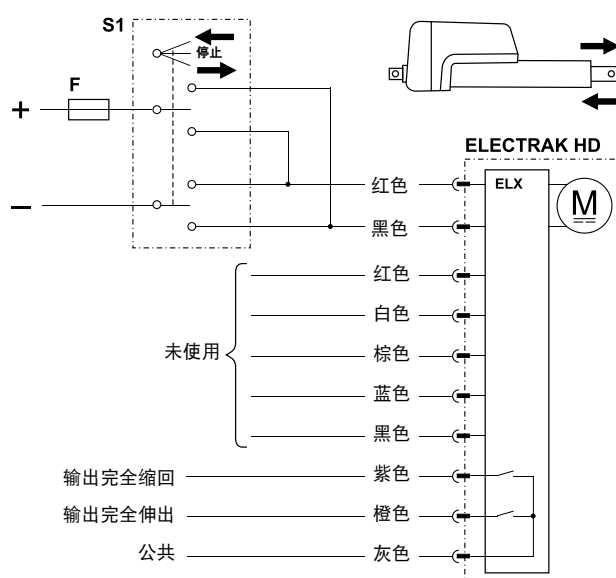 S1
停止
F
+
−
ELECTRAK HD
ELX
M
红色
黑色
未使用
红色
白色
棕色
蓝色
黑色
输出完全缩回
紫色
输出完全伸出
橙色
公共
灰色